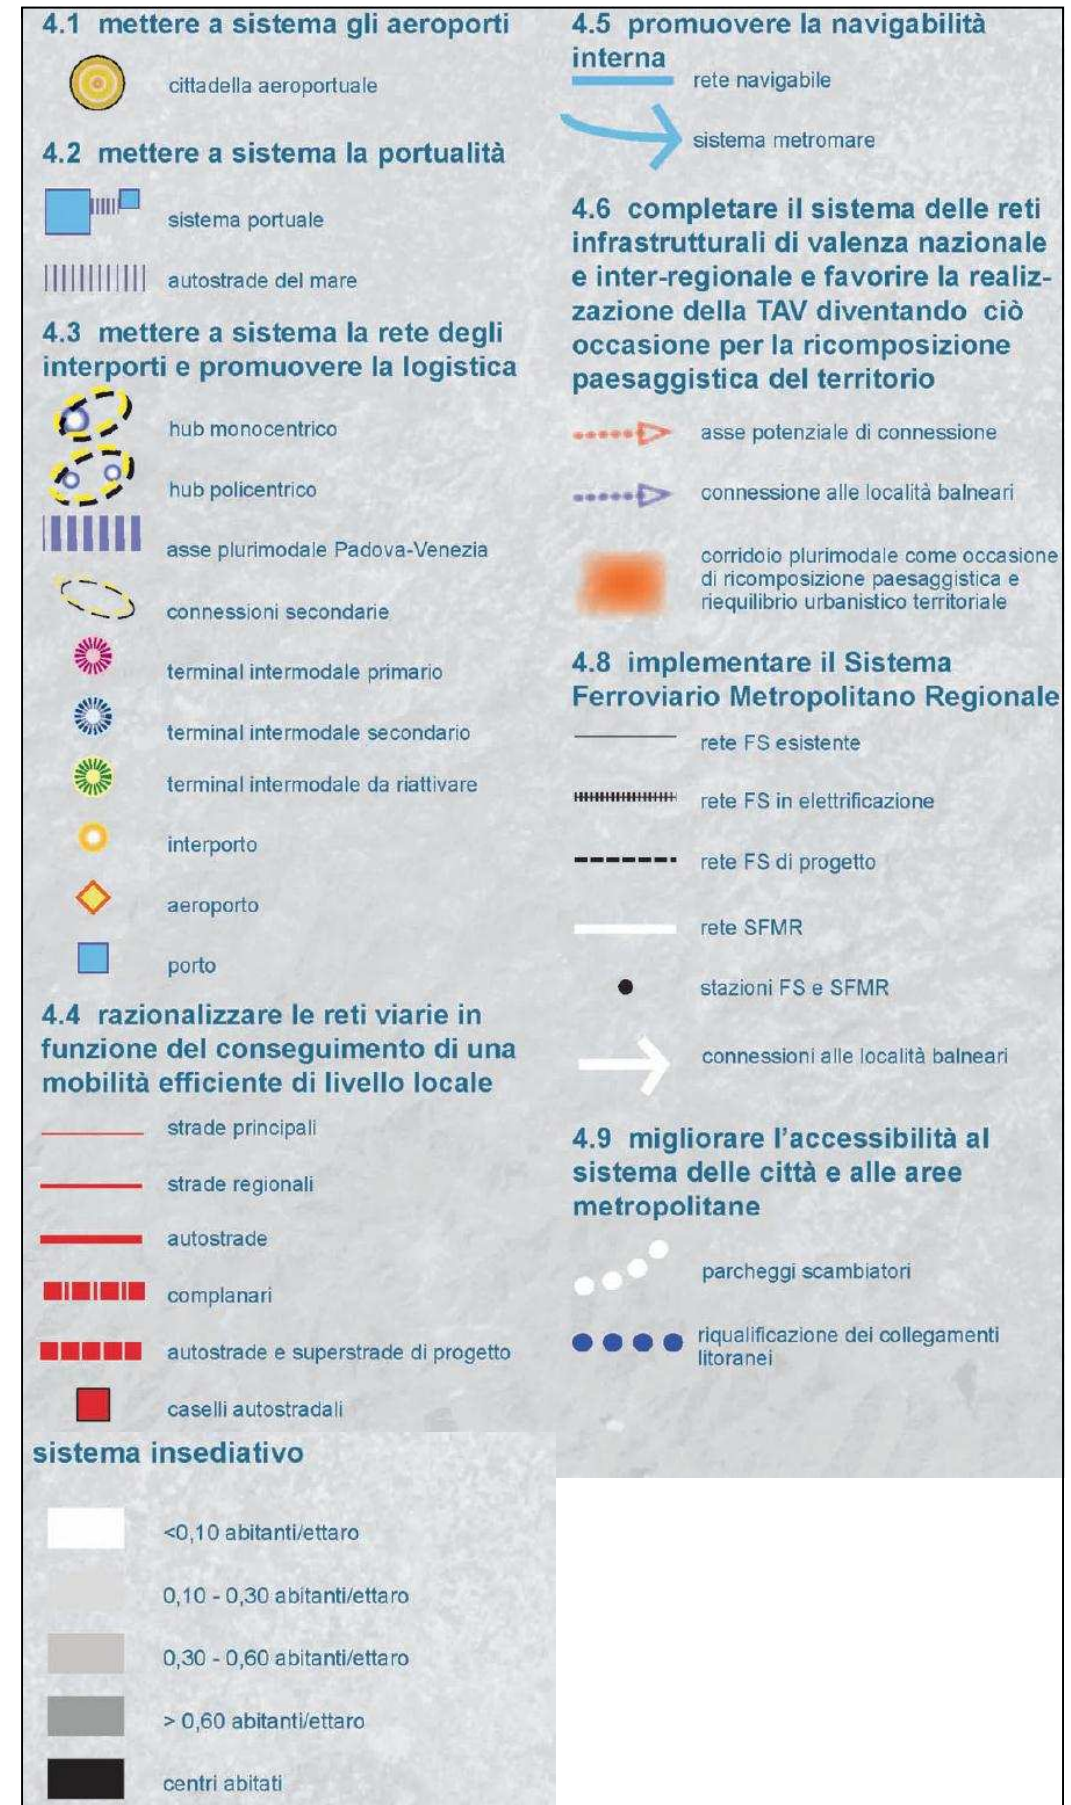 4.1 mettere a sistema gli aeroporti
cittadella aeroportuale
4.2 mettere a sistema la portualità
sistema portuale
autostrade del mare
4.3 mettere a sistema la rete degli
interporti e promuovere la logistica
hub monocentrico
hub policentrico
asse plurimodale Padova-Venezia
connessioni secondarie
terminal intermodale primario
terminal intermodale secondario
terminal intermodale da riattivare
interporto
aeroporto
porto
4.4 razionalizzare le reti viarie in
funzione del conseguimento di una
mobilità efficiente di livello locale
strade principali
strade regionali
autostrade
complanari
autostrade e superstrade di progetto
caselli autostradali
sistema insediativo
<0,10 abitanti/ettaro
0,10 - 0,30 abitanti/ettaro
0,30 - 0,60 abitanti/ettaro
> 0,60 abitanti/ettaro
centri abitati
4.5 promuovere la navigabilità
interna
rete navigabile
sistema metromare
4.6 completare il sistema delle reti
infrastrutturali di valenza nazionale
e inter-regionale e favorire la realiz-
zazione della TAV diventando ciò
occasione per la ricomposizione
paesaggistica del territorio
asse potenziale di connessione
connessione alle località balneari
corridoio plurimodale come occasione
di ricomposizione paesaggistica e
riequilibrio urbanistico territoriale
4.8 implementare il Sistema
Ferroviario Metropolitano Regionale
rete FS esistente
rete FS in elettrificazione
rete FS di progetto
rete SFMR
stazioni FS e SFMR
connessioni alle località balneari
4.9 migliorare l'accessibilità al
sistema delle città e alle aree
metropolitane
parcheggi scambiatori
riqualificazione dei collegamenti
litoranei